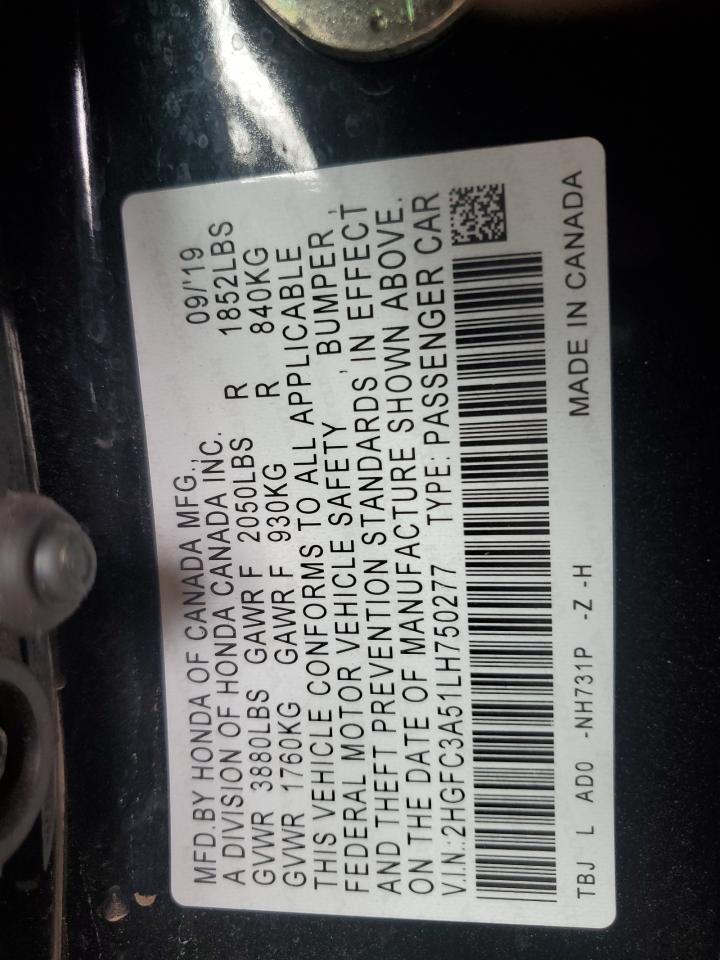 MFD.BY HONDA OF CANADA MFG., 09/'19
A DIVISION OF HONDA CANADA INC.
GVWR 3880LBS GAWR F 2050LBS R 1852LBS
GVWR 1760KG GAWR F 930KG R 840KG
THIS VEHICLE CONFORMS TO ALL APPLICABLE
FEDERAL MOTOR VEHICLE SAFETY, BUMPER,
AND THEFT PREVENTION STANDARDS IN EFFECT
ON THE DATE OF MANUFACTURE SHOWN ABOVE.
V.I.N.:2HGFC3A51LH750277 TYPE: PASSENGER CAR
TBJ L AD0 -NH731P -Z -H MADE IN CANADA